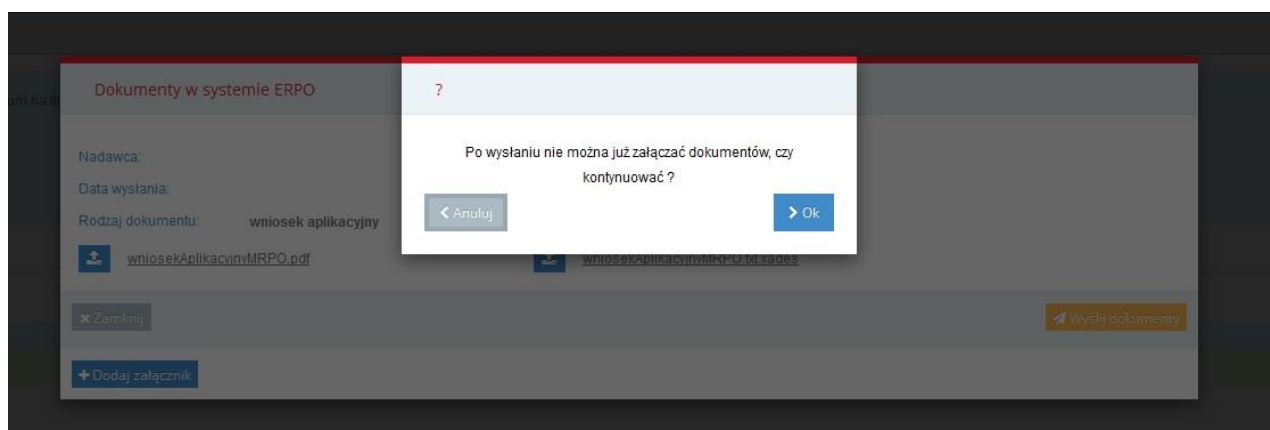 Dokumenty w systemie ERPO
?
Po wysłaniu nie można już załączać dokumentów, czy
kontynuować ?
Nadawca:
Data wysłania:
Rodzaj dokumentu: wniosek aplikacyjny
Anuluj
Ok
wniosekAplikacyjnyMRPO.pdf
wniosekAplikacyjnyMRPO.txt.xades
Zamknij
Wyślij dokumenty
Dodaj załącznik